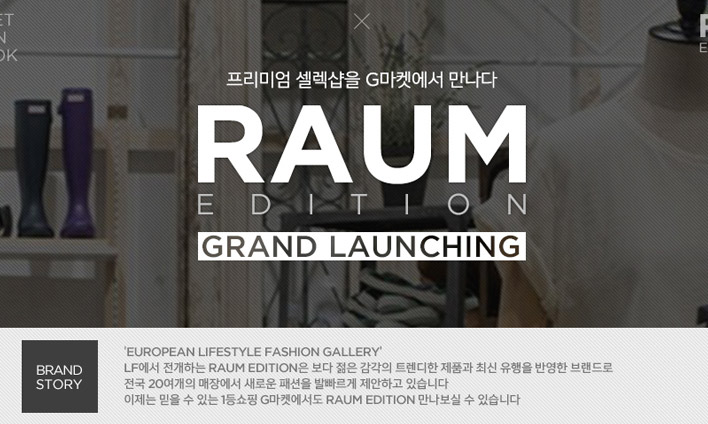 프리미엄 셀렉샵을 G마켓에서 만나다
RAUM
EDITION
GRAND LAUNCHING
BRAND
STORY
'EUROPEAN LIFESTYLE FASHION GALLERY'
LF에서 전개하는 RAUM EDITION은 보다 젊은 감각의 트렌디한 제품과 최신 유행을 반영한 브랜드로
전국 20여개의 매장에서 새로운 패션을 발빠르게 제안하고 있습니다
이제는 믿을 수 있는 1등쇼핑 G마켓에서도 RAUM EDITION 만나보실 수 있습니다